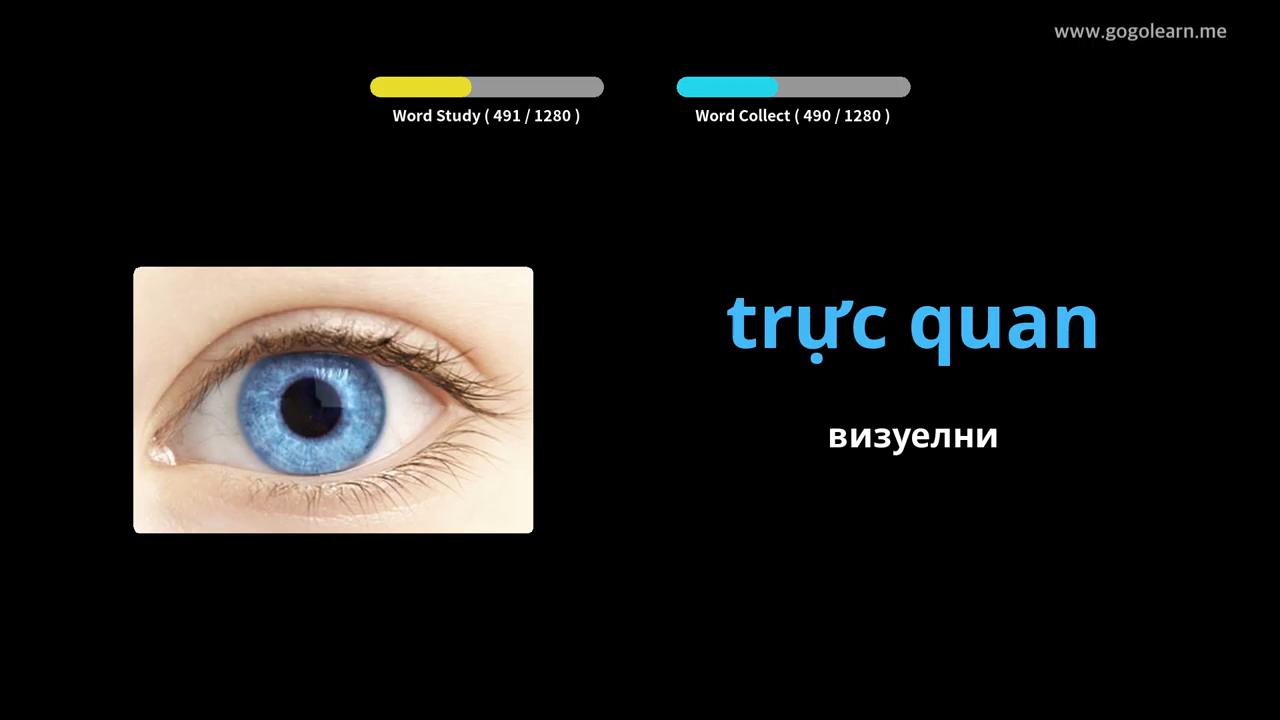 www.gogolearn.me
Word Study ( 491 / 1280 )
Word Collect ( 490 / 1280 )
trực quan
визуелни